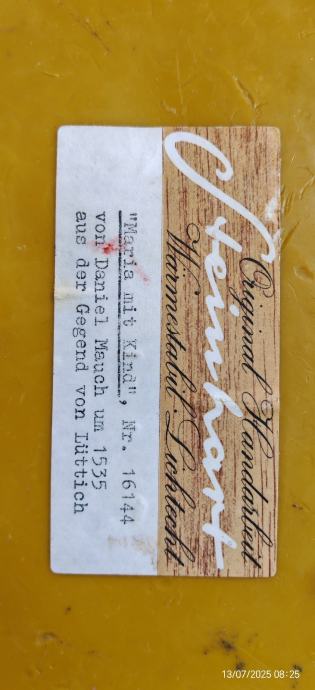 Original Handarbeit
Steinhart
Warmstabil. Lichtecht
"Maria mit Kind", Nr. 16144
von Daniel Mauch um 1535
aus der Gegend von Lüttich
13/07/2025 08:25